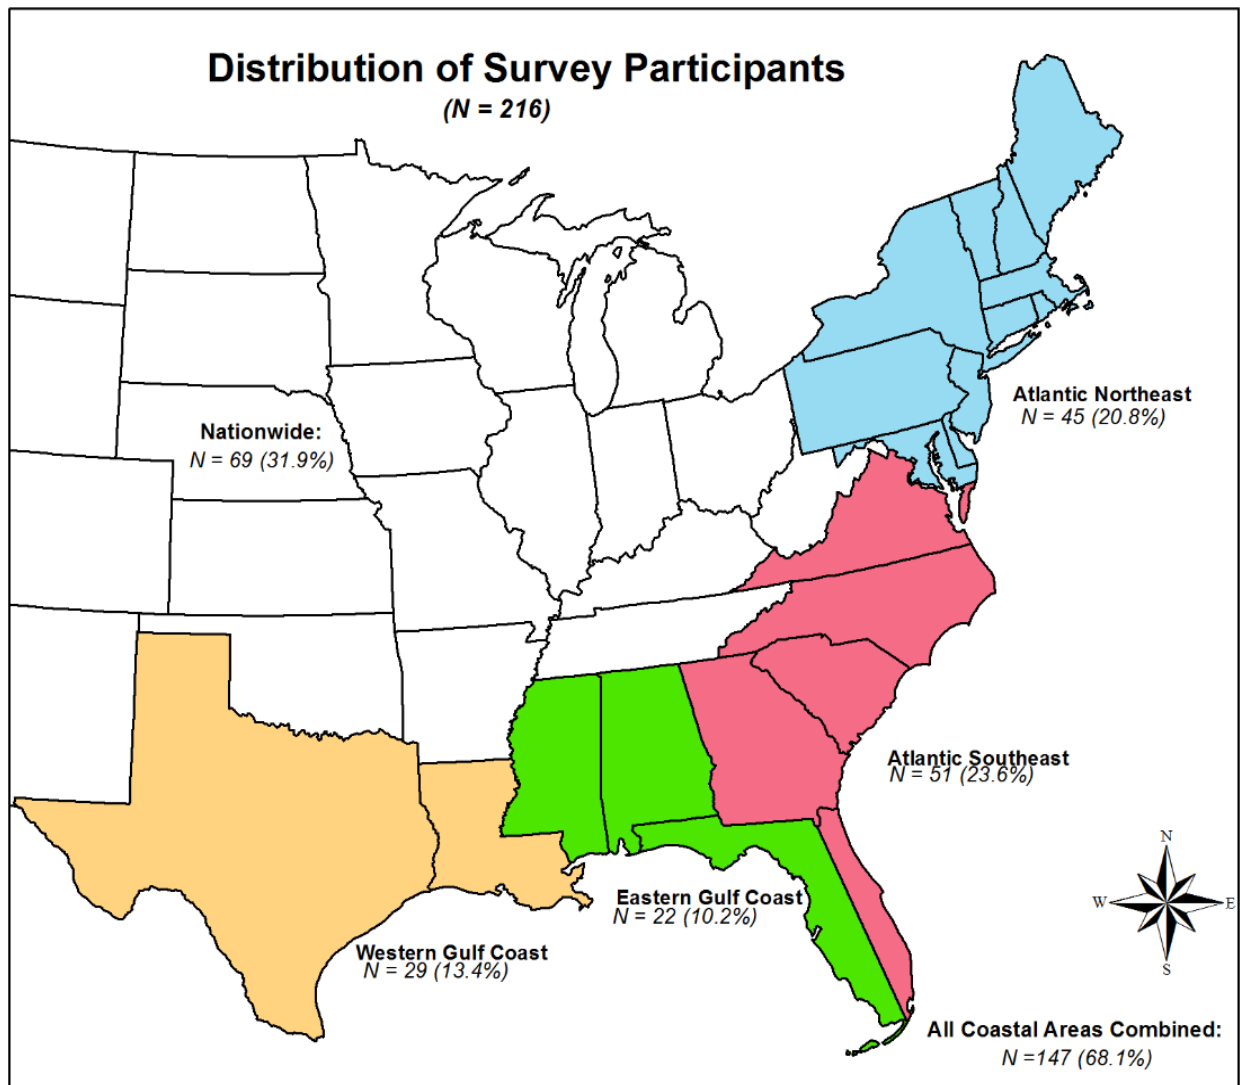 Distribution of Survey Participants
(N = 216)
Atlantic Northeast
N = 45 (20.8%)
Nationwide:
N = 69 (31.9%)
Atlantic Southeast
N = 51 (23.6%)
N
W E
S
Eastern Gulf Coast
N = 22 (10.2%)
Western Gulf Coast
N = 29 (13.4%)
All Coastal Areas Combined:
N =147 (68.1%)